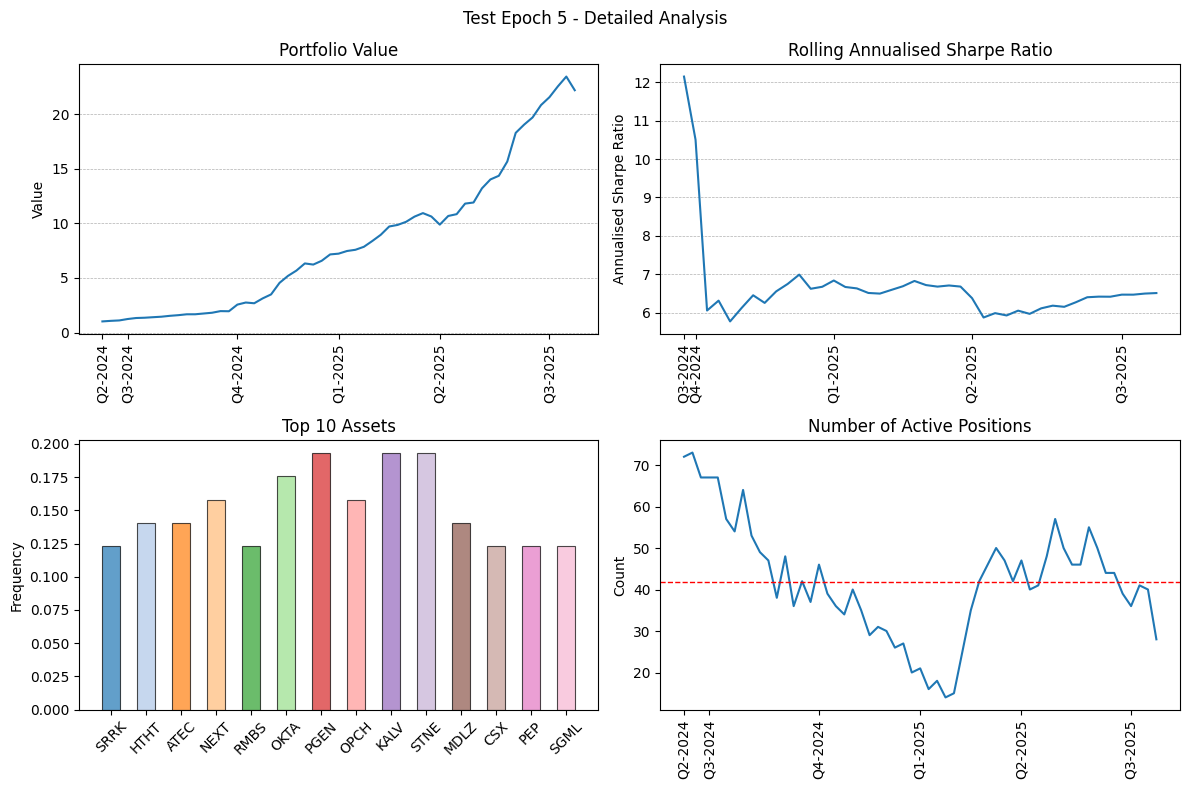 Test Epoch 5 - Detailed Analysis
Portfolio Value
Value
20
15
10
5
0
Q2-2024
Q3-2024
Q4-2024
Q1-2025
Q2-2025
Q3-2025
Rolling Annualised Sharpe Ratio
Annualised Sharpe Ratio
12
11
10
9
8
7
6
Q3-2024
Q4-2024
Q1-2025
Q2-2025
Q3-2025
Top 10 Assets
Frequency
0.200
0.175
0.150
0.125
0.100
0.075
0.050
0.025
0.000
SRRK
HTHT
ATEC
NEXT
RMBS
OKTA
PGEN
OPCH
KALV
STNE
MDLZ
CSX
PEP
SGML
Number of Active Positions
Count
70
60
50
40
30
20
Q2-2024
Q3-2024
Q4-2024
Q1-2025
Q2-2025
Q3-2025